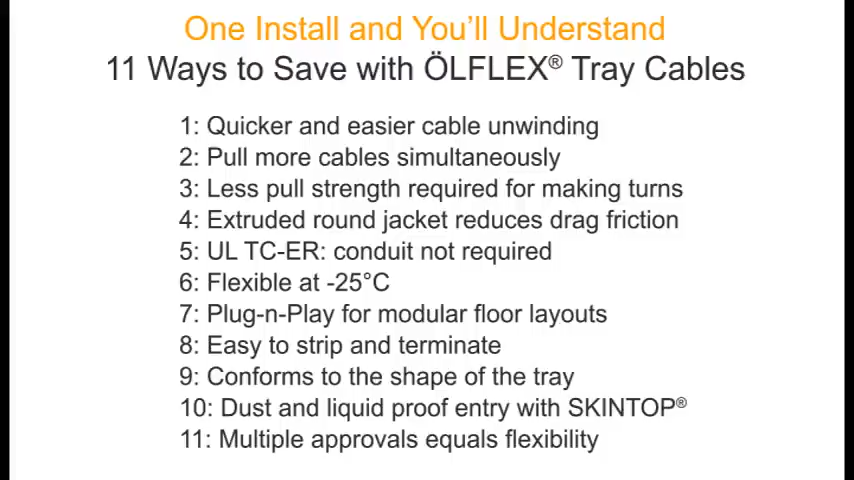 One Install and You'll Understand
11 Ways to Save with ÖLFLEX® Tray Cables
1: Quicker and easier cable unwinding
2: Pull more cables simultaneously
3: Less pull strength required for making turns
4: Extruded round jacket reduces drag friction
5: UL TC-ER: conduit not required
6: Flexible at -25°C
7: Plug-n-Play for modular floor layouts
8: Easy to strip and terminate
9: Conforms to the shape of the tray
10: Dust and liquid proof entry with SKINTOP®
11: Multiple approvals equals flexibility